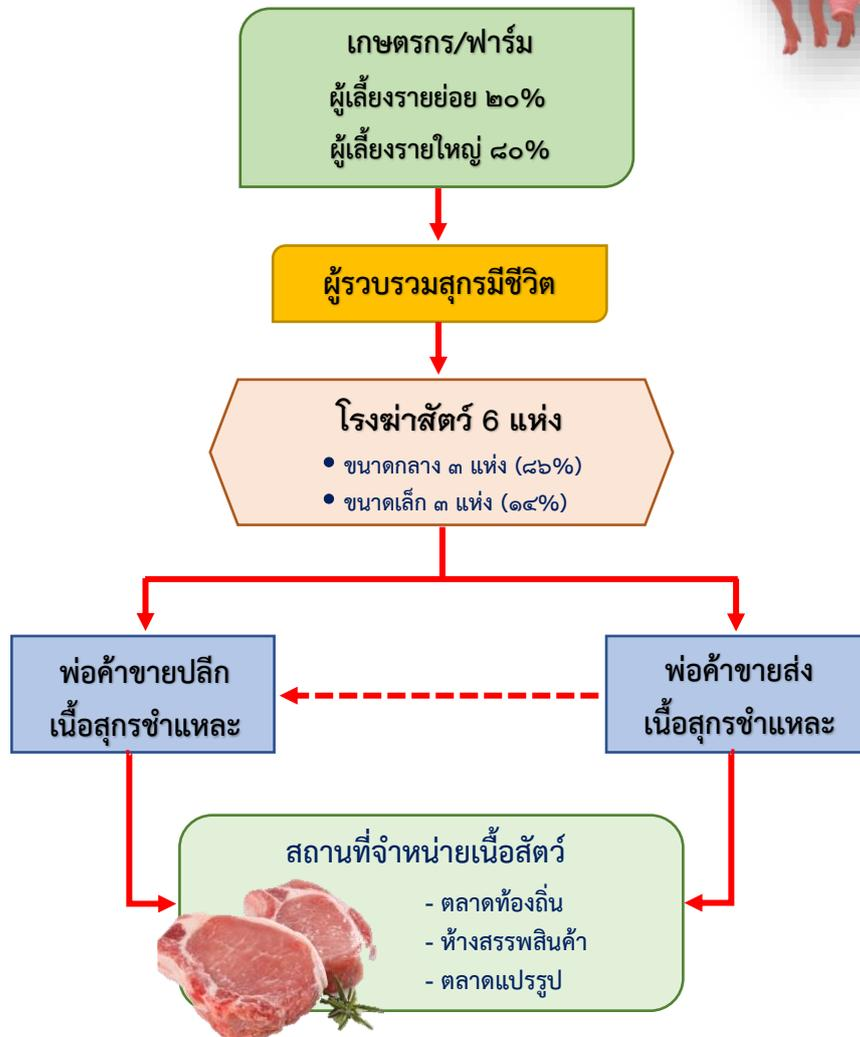 เกษตรกร/ฟาร์ม
ผู้เลี้ยงรายย่อย ๒๐%
ผู้เลี้ยงรายใหญ่ ๘๐%
ผู้รวบรวมสุกรมีชีวิต
โรงฆ่าสัตว์ 6 แห่ง
• ขนาดกลาง ๓ แห่ง (๘๖%)
• ขนาดเล็ก ๓ แห่ง (๑๔%)
พ่อค้าขายปลีก
เนื้อสุกรชำแหละ
พ่อค้าขายส่ง
เนื้อสุกรชำแหละ
สถานที่จำหน่ายเนื้อสัตว์
- ตลาดท้องถิ่น
- ห้างสรรพสินค้า
- ตลาดแปรรูป